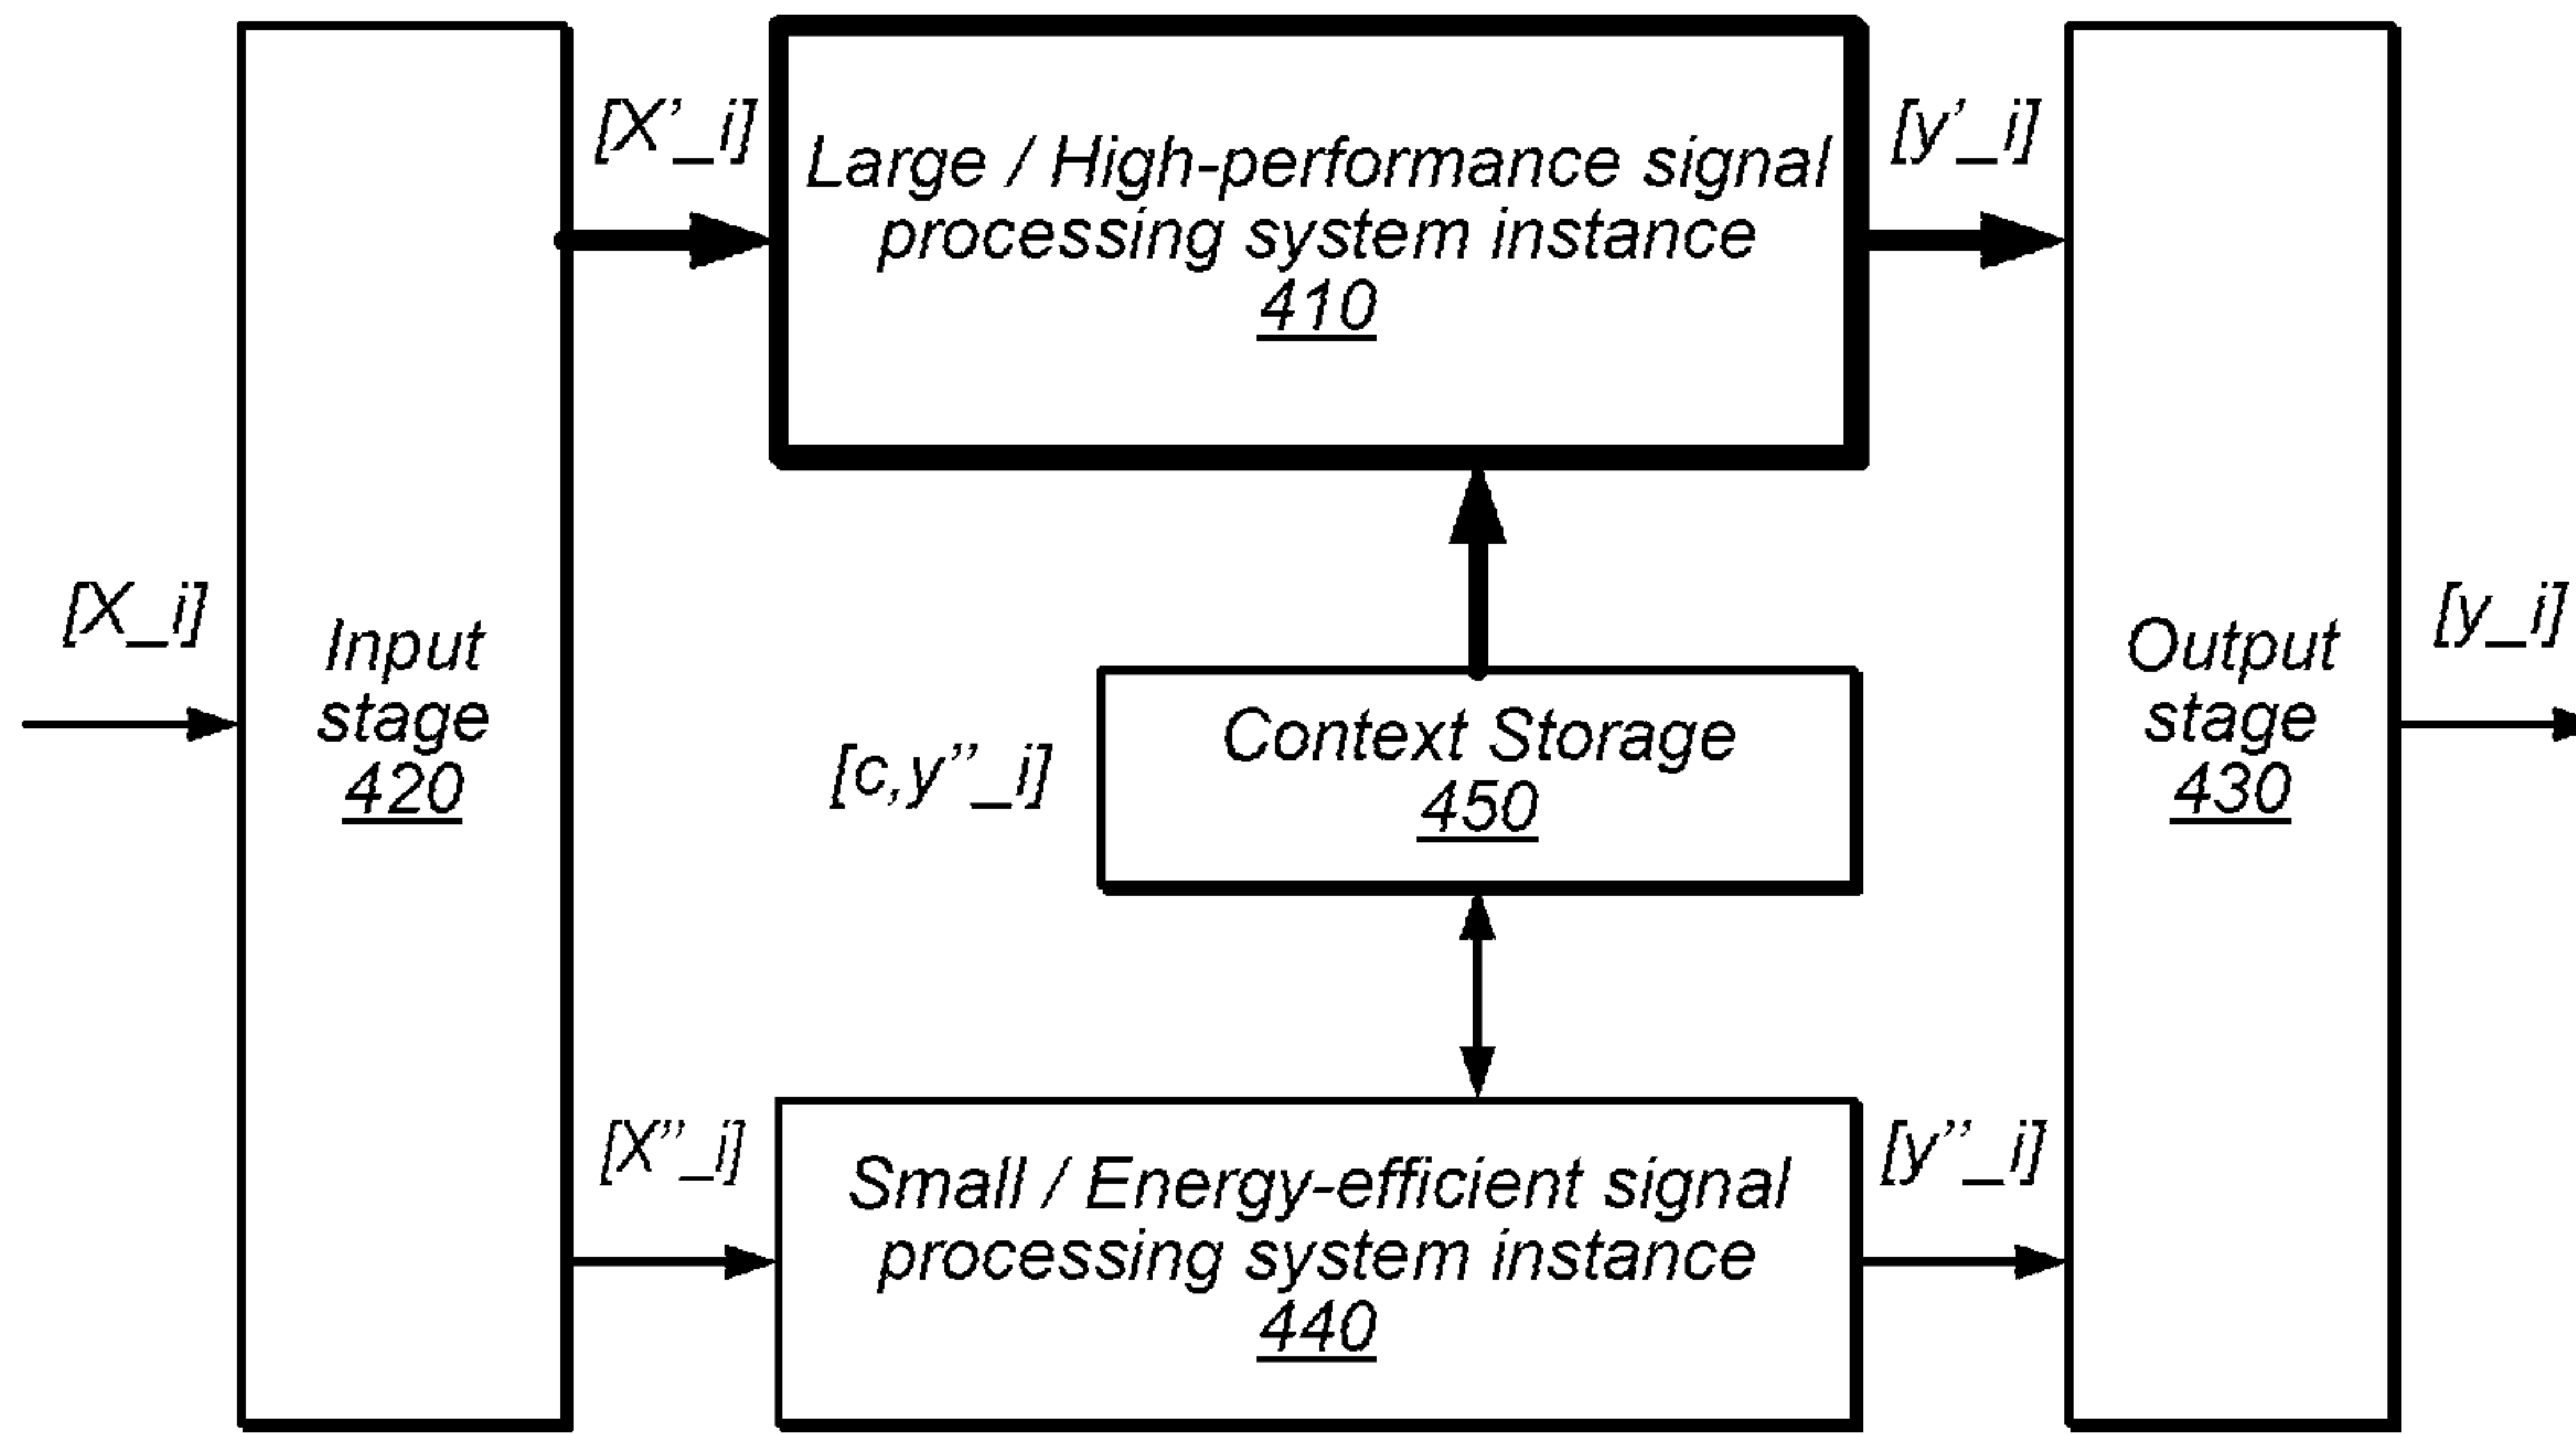 [X_i]
Input
stage
420
[X’_i]
Large / High-performance signal
processing system instance
410
[y’_i]
[c,y’’_i]
Context Storage
450
[X’’_i]
Small / Energy-efficient signal
processing system instance
440
[y’’_i]
Output
stage
430
[y_i]